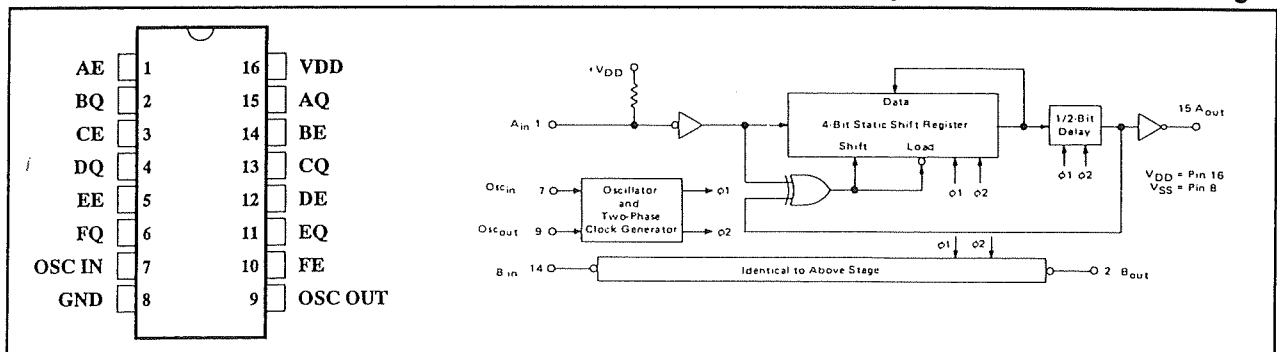 AE 1 16 VDD
BQ 2 15 AQ
CE 3 14 BE
DQ 4 13 CQ
EE 5 12 DE
FQ 6 11 EQ
OSC IN 7 10 FE
GND 8 9 OSC OUT
+VDD
Data
4-Bit Static Shift Register
Shift Load
Ain 1
ϕ1 ϕ2
1/2-Bit
Delay
ϕ1 ϕ2
15 Aout
VDD = Pin 16
VSS = Pin 8
Oscin 7
Oscout 9
Oscillator
and
Two-Phase
Clock Generator
ϕ1
ϕ2
ϕ1 ϕ2
Bin 14
Identical to Above Stage
2 Bout